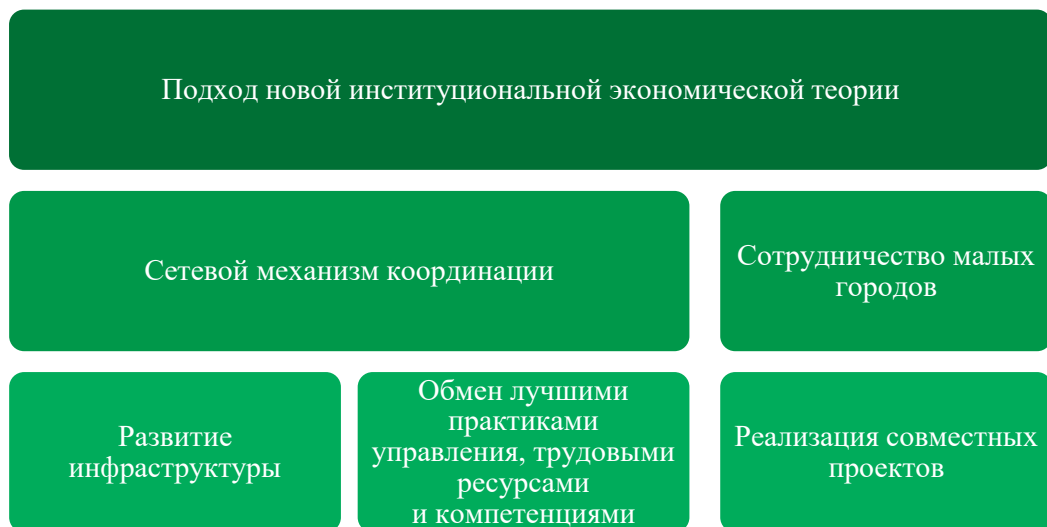 Подход новой институциональной экономической теории
Сетевой механизм координации
Сотрудничество малых
городов
Развитие
инфраструктуры
Обмен лучшими
практиками
управления, трудовыми
ресурсами
и компетенциями
Реализация совместных
проектов